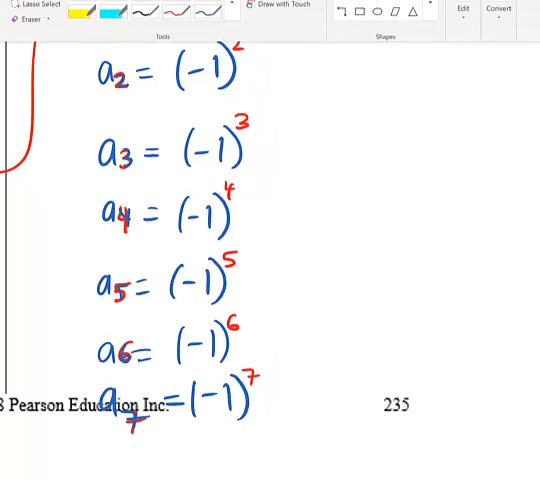 Lasso Select
Eraser
Draw with Touch
Edit
Convert
Tools
Shapes
a₂ = (-1)²
a₃ = (-1)³
a₄ = (-1)⁴
a₅ = (-1)⁵
a₆ = (-1)⁶
a₇ = (-1)⁷
8 Pearson Education Inc.
235